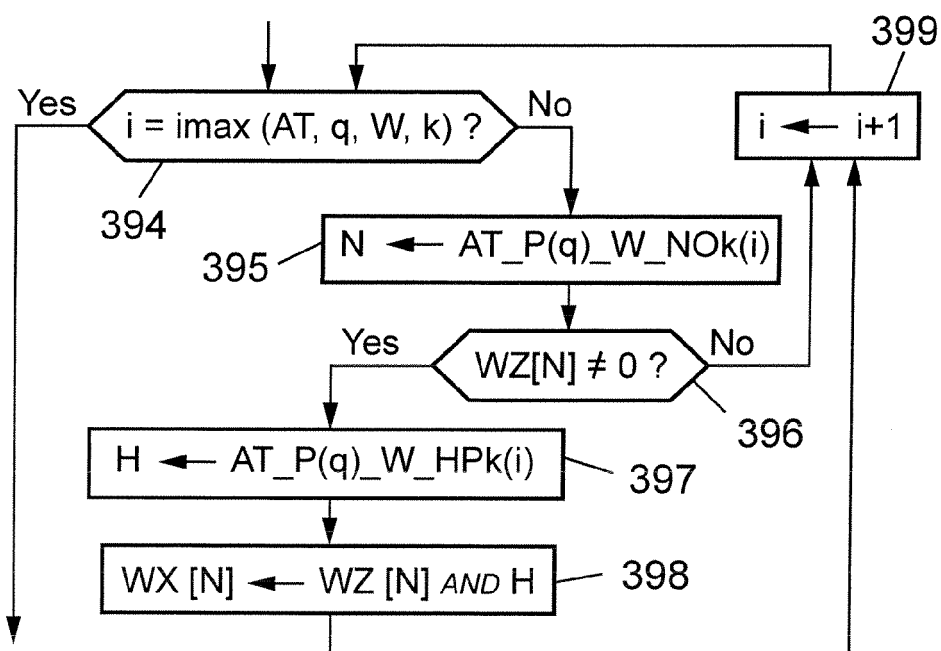 399
Yes
i = imax (AT, q, W, k) ?
No
i ← i+1
394
395
N ← AT_P(q)_W_NOk(i)
Yes
WZ[N] ≠ 0 ?
No
396
H ← AT_P(q)_W_HPk(i)
397
WX [N] ← WZ [N] AND H
398